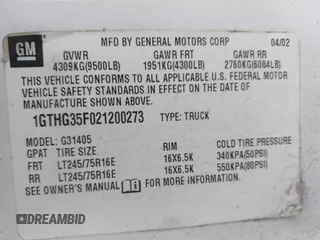 GM
MFD BY GENERAL MOTORS CORP 04/02
GVWR GAWR FRT GAWR RR
4309KG(9500LB) 1951KG(4300LB) 2760KG(6084LB)
THIS VEHICLE CONFORMS TO ALL APPLICABLE U.S. FEDERAL MOTOR
VEHICLE SAFETY STANDARDS IN EFFECT ON THE DATE OF
MANUFACTURE SHOWN ABOVE.
1GTHG35F021200273 TYPE: TRUCK
MODEL: G31405
GPAT TIRE SIZE RIM COLD TIRE PRESSURE
FRT LT245/75R16E 16X6.5K 340KPA(50PSI)
RR LT245/75R16E 16X6.5K 550KPA(80PSI)
SEE OWNER'S MANUAL FOR
DREAMBID